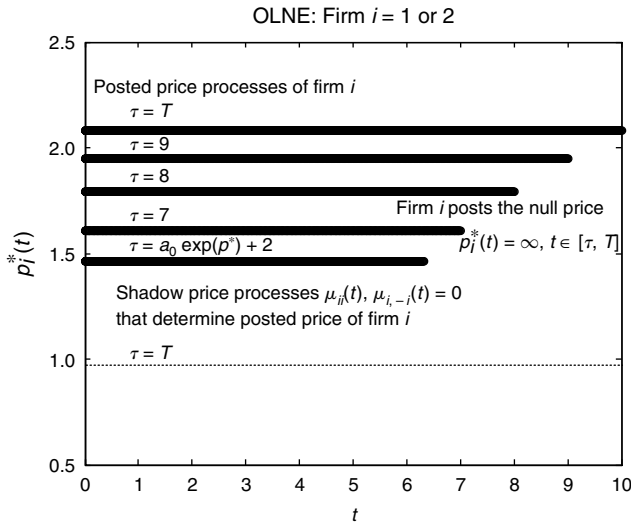 OLNE: Firm i = 1 or 2
2.5
Posted price processes of firm i
τ = T
τ = 9
2.0
τ = 8
Firm i posts the null price
τ = 7
p*i(t) = ∞, t ∈ [τ, T]
τ = a0 exp(p*) + 2
1.5
Shadow price processes μii(t), μi,−i(t) = 0
that determine posted price of firm i
τ = T
1.0
0.5
p*i(t)
0 1 2 3 4 5 6 7 8 9 10
t